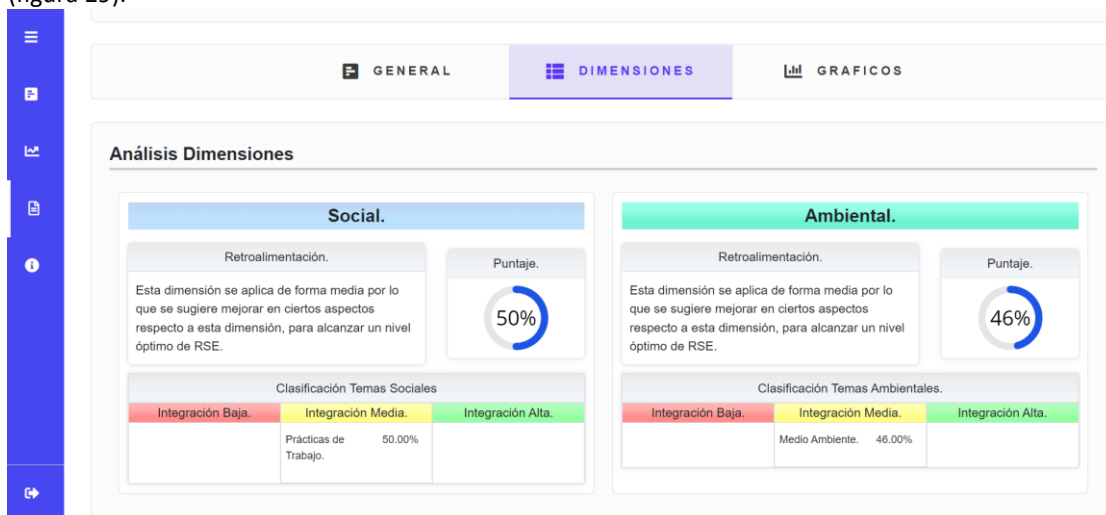 (figura 25).
GENERAL
DIMENSIONES
GRAFICOS
Análisis Dimensiones
Social.
Retroalimentación.
Esta dimensión se aplica de forma media por lo
que se sugiere mejorar en ciertos aspectos
respecto a esta dimensión, para alcanzar un nivel
óptimo de RSE.
Puntaje.
50%
Clasificación Temas Sociales
Integración Baja.
Integración Media.
Integración Alta.
Prácticas de 50.00%
Trabajo.
Ambiental.
Retroalimentación.
Esta dimensión se aplica de forma media por lo
que se sugiere mejorar en ciertos aspectos
respecto a esta dimensión, para alcanzar un nivel
óptimo de RSE.
Puntaje.
46%
Clasificación Temas Ambientales.
Integración Baja.
Integración Media.
Integración Alta.
Medio Ambiente. 46.00%